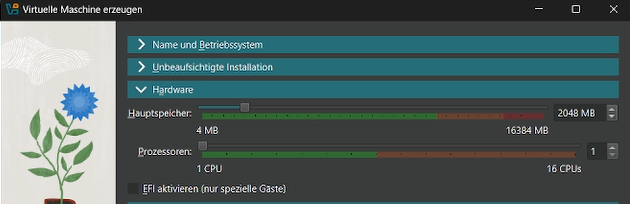 Virtuelle Maschine erzeugen
Name und Betriebssystem
Unbeaufsichtigte Installation
Hardware
Hauptspeicher:
2048 MB
4 MB
16384 MB
Prozessoren:
1
1 CPU
16 CPUs
EFI aktivieren (nur spezielle Gäste)